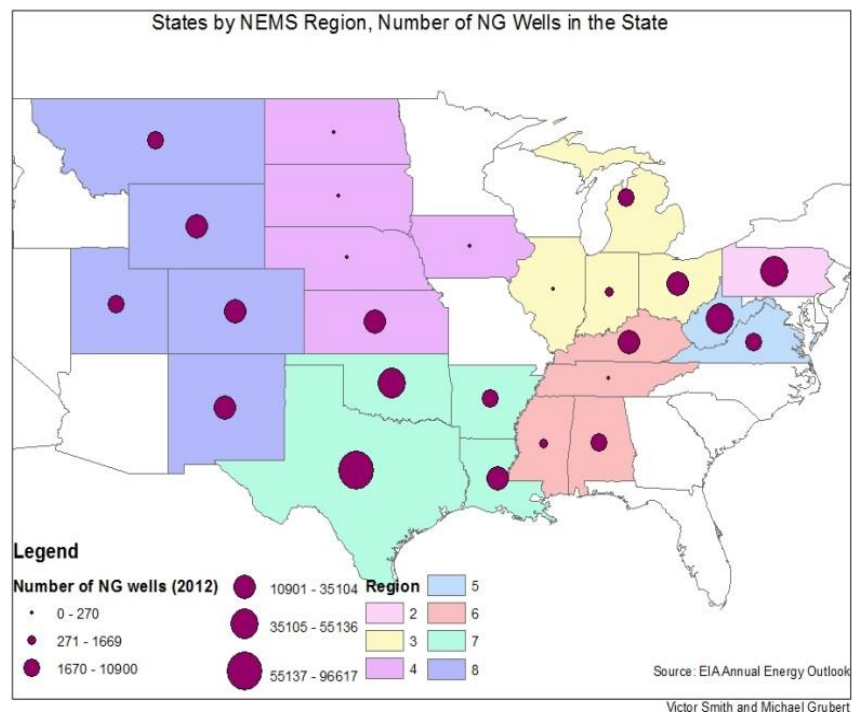 States by NEMS Region, Number of NG Wells in the State
Legend
Number of NG wells (2012)
0 - 270
271 - 1669
1670 - 10900
10901 - 35104
35105 - 55136
55137 - 96617
Region
2
3
4
5
6
7
8
Source: EIA Annual Energy Outlook
Victor Smith and Michael Grubert